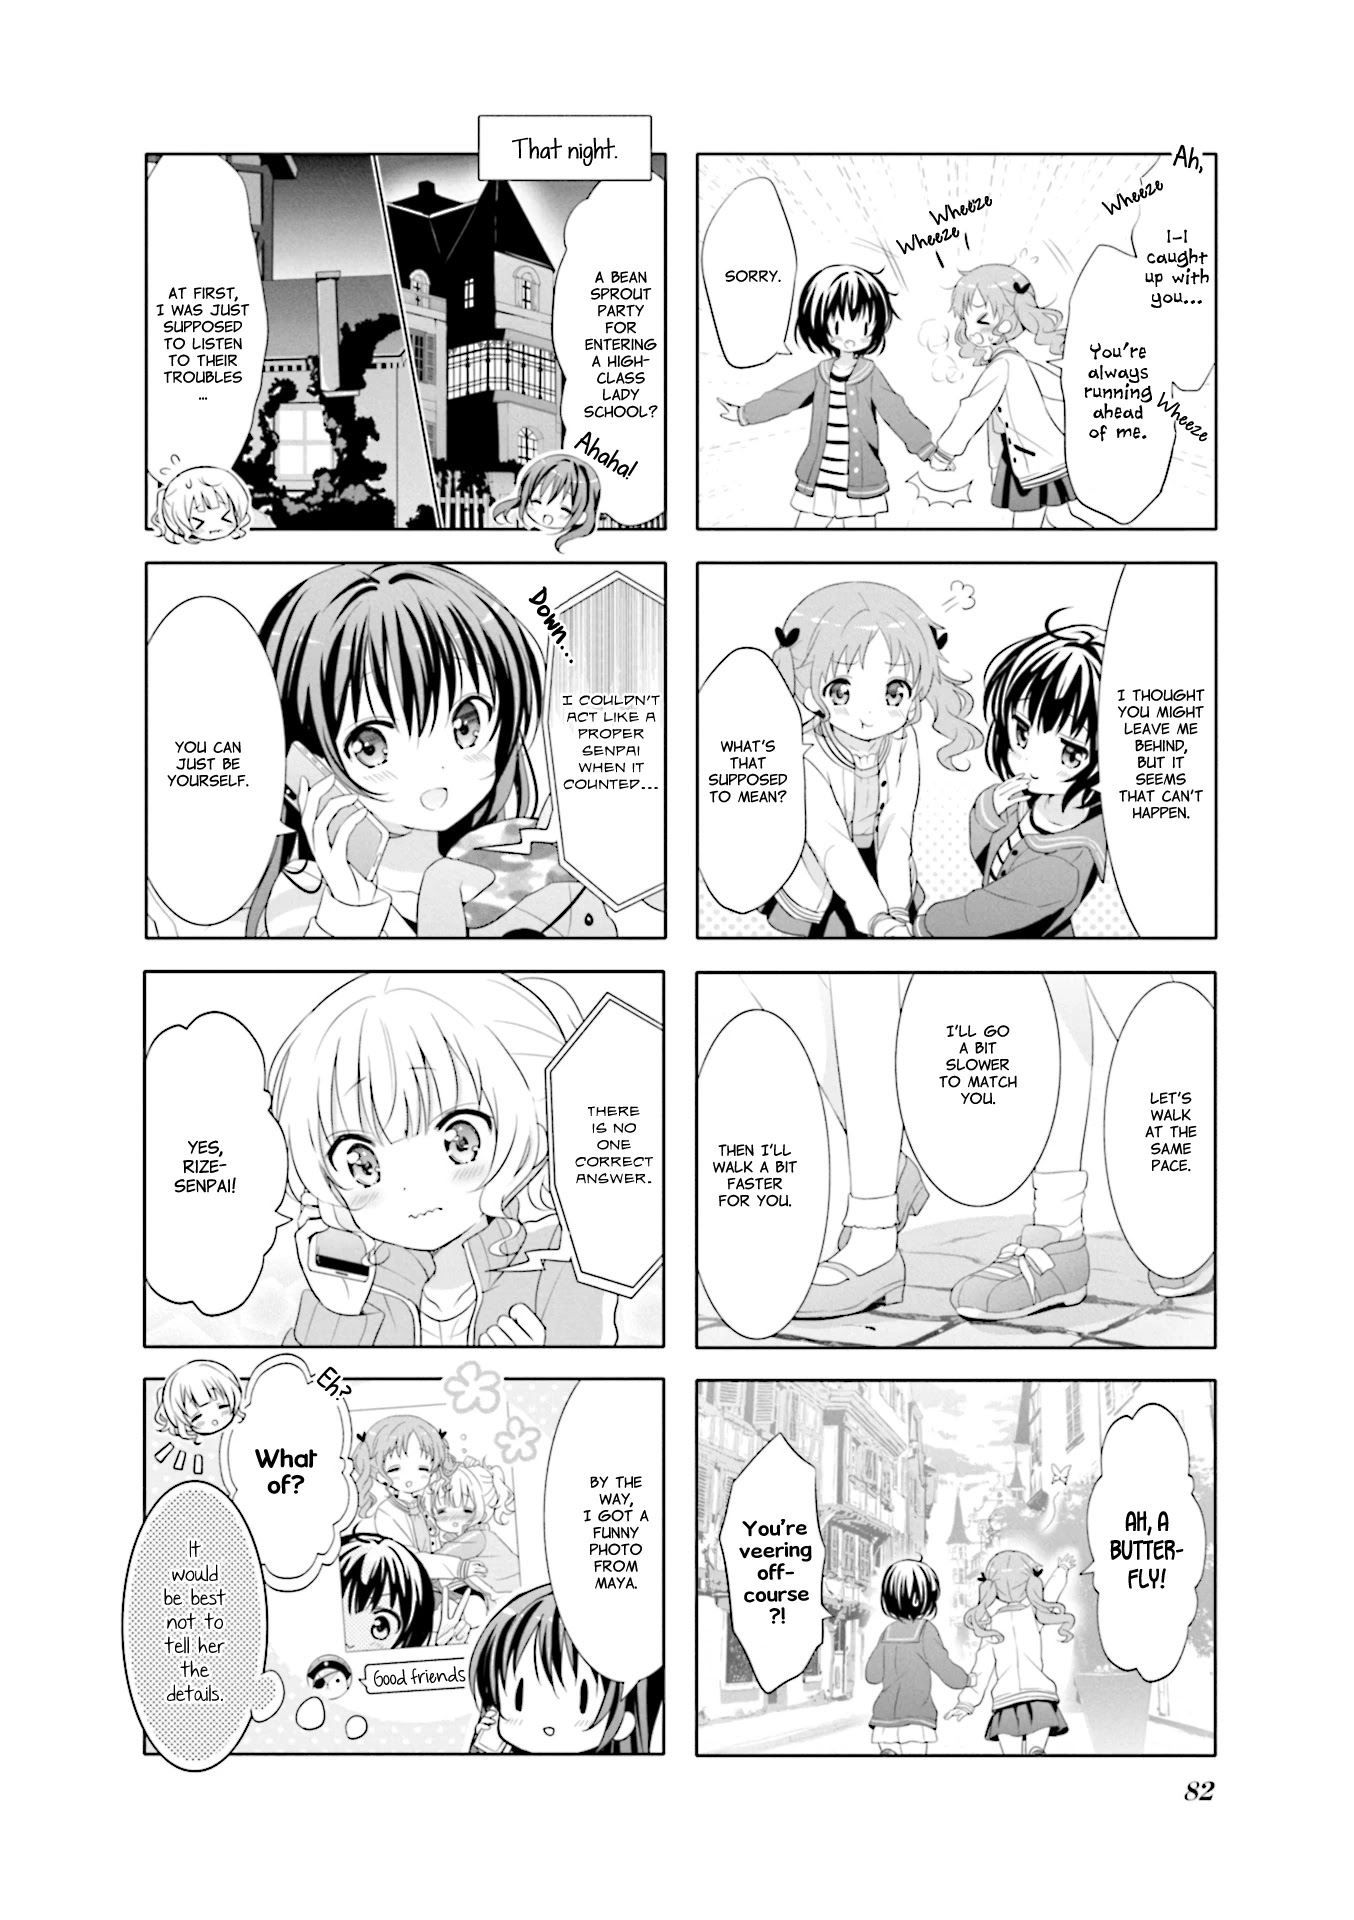 Ah,
I-I
caught
up with
you...
Wheeze
Wheeze
Wheeze
You're
always
running
ahead
of me.
Wheeze
SORRY.
I THOUGHT
YOU MIGHT
LEAVE ME
BEHIND,
BUT IT
SEEMS
THAT CAN'T
HAPPEN.
WHAT'S
THAT
SUPPOSED
TO MEAN?
LET'S
WALK
AT THE
SAME
PACE.
I'LL GO
A BIT
SLOWER
TO MATCH
YOU.
THEN I'LL
WALK A BIT
FASTER
FOR YOU.
AH, A
BUTTER-
FLY!
You're
veering
off-
course
?!
That night.
A BEAN
SPROUT
PARTY
FOR
ENTERING
A HIGH-
CLASS
LADY
SCHOOL?
Ahaha!
AT FIRST,
I WAS JUST
SUPPOSED
TO LISTEN
TO THEIR
TROUBLES
...
Down...
I COULDN'T
ACT LIKE A
PROPER
SENPAI
WHEN IT
COUNTED...
YOU CAN
JUST BE
YOURSELF.
THERE
IS NO
ONE
CORRECT
ANSWER.
YES,
RIZE-
SENPAI!
BY THE
WAY,
I GOT A
FUNNY
PHOTO
FROM
MAYA.
Good friends
Eh?
What
of?
It
would
be best
not to
tell her
the
details.
82